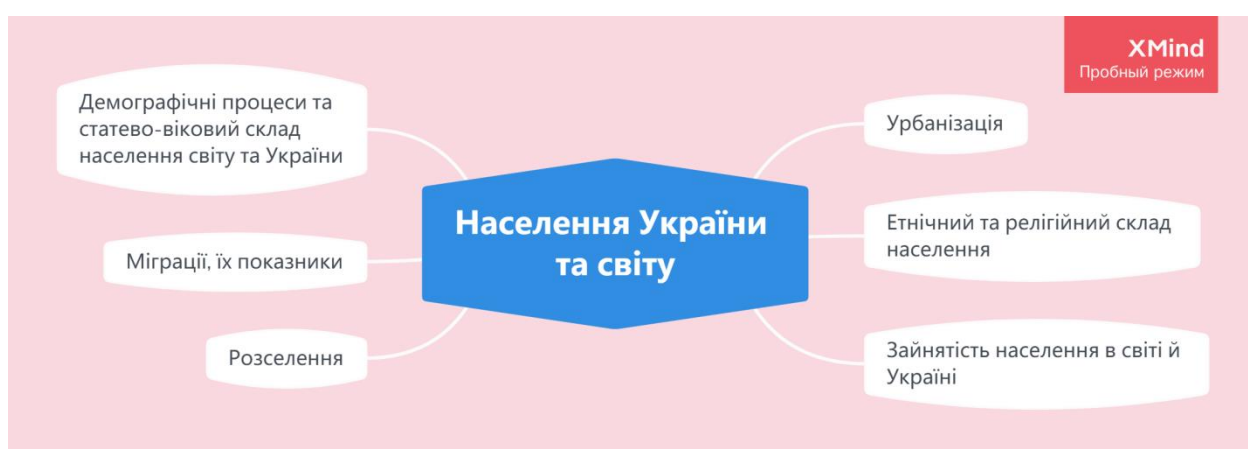 XMind
Пробный режим
Демографічні процеси та
статево-віковий склад
населення світу та України
Міграції, їх показники
Розселення
Населення України
та світу
Урбанізація
Етнічний та релігійний склад
населення
Зайнятість населення в світі й
Україні